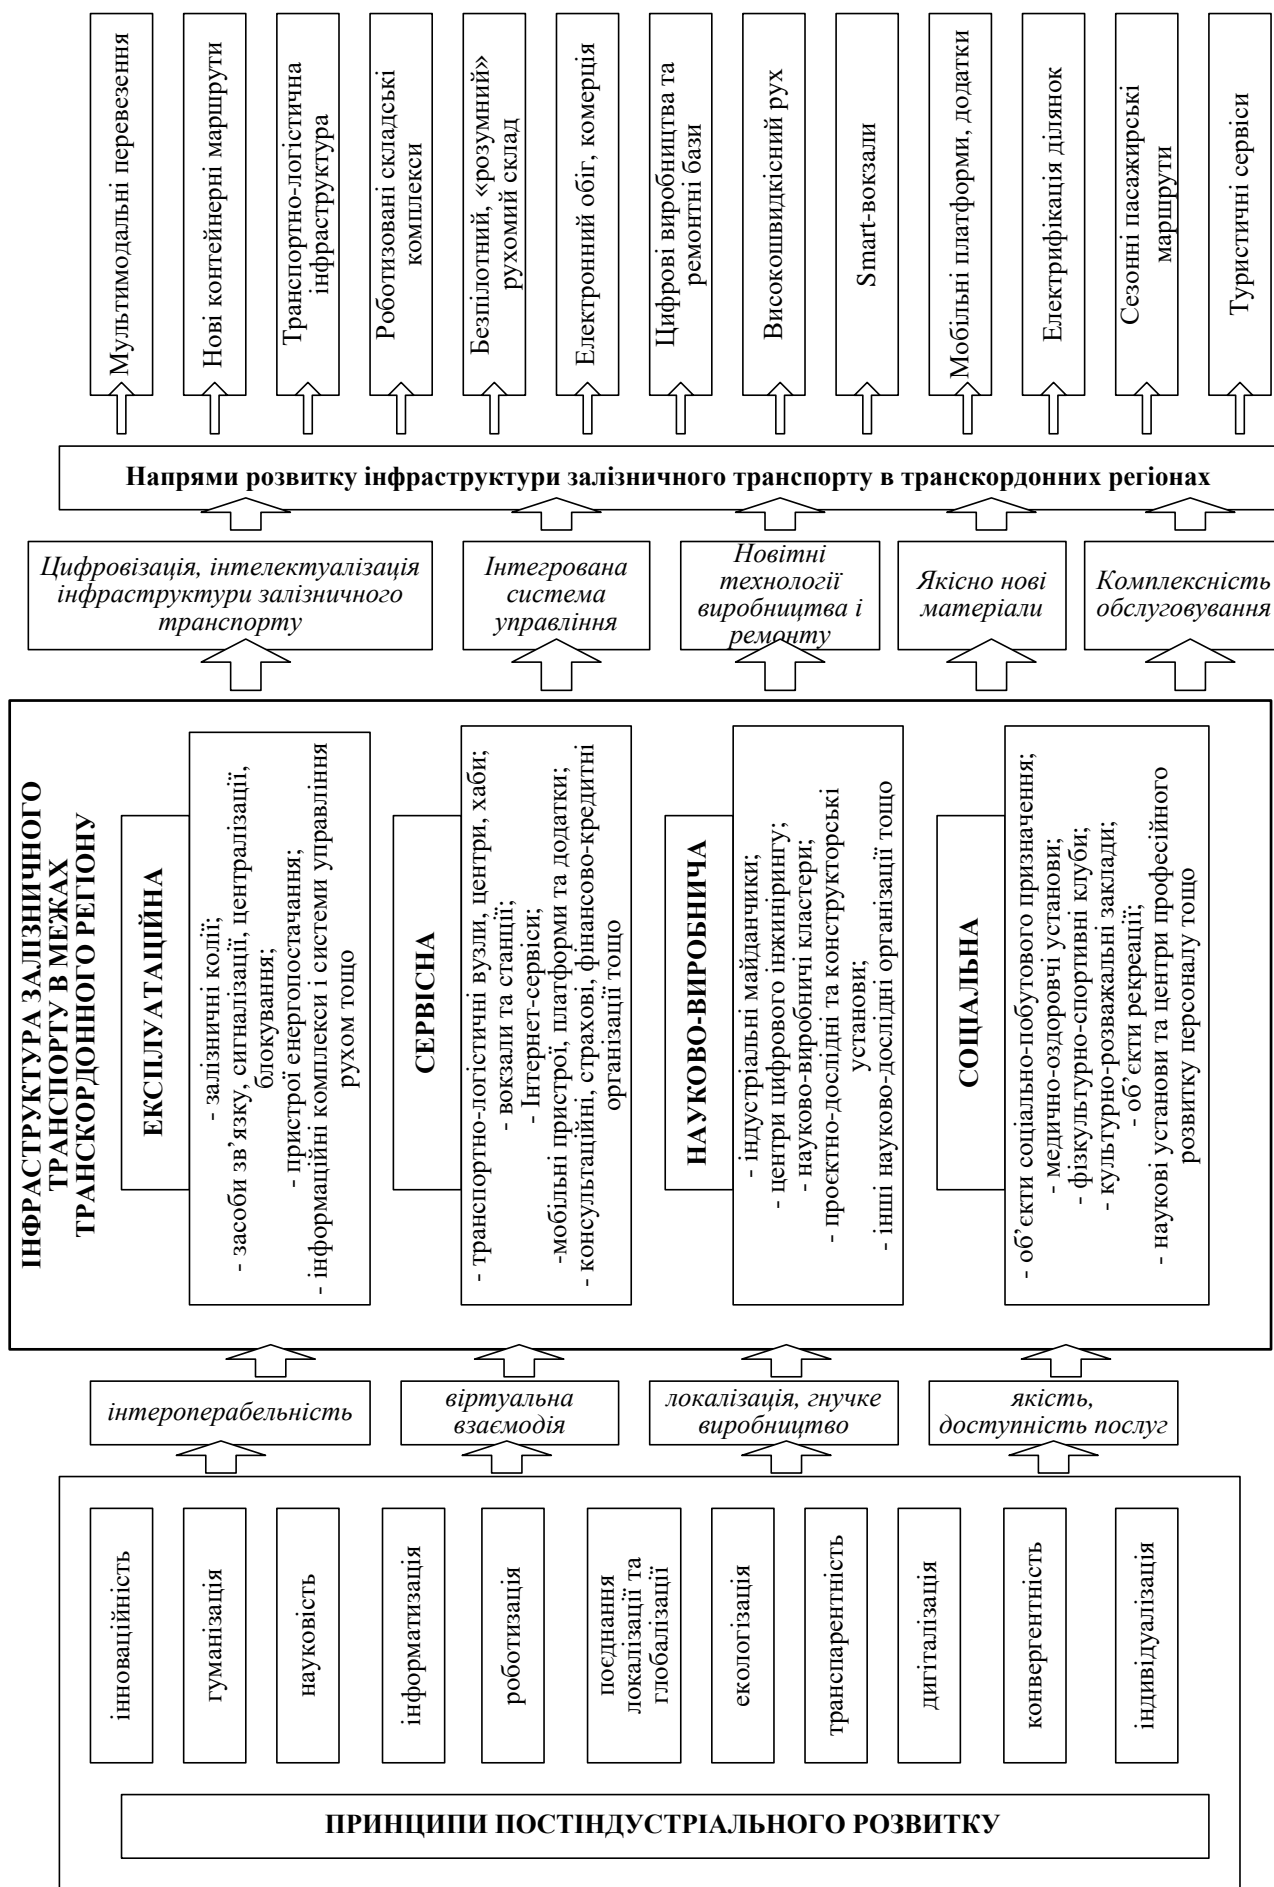 Мультимодальні перевезення
Нові контейнерні маршрути
Транспортно-логістична
інфраструктура
Роботизовані складські
комплекси
Безпілотний, «розумний»
рухомий склад
Електронний обіг, комерція
Цифрові виробництва та
ремонтні бази
Високошвидкісний рух
Smart-вокзали
Мобільні платформи, додатки
Електрифікація ділянок
Сезонні пасажирські
маршрути
Туристичні сервіси
Напрями розвитку інфраструктури залізничного транспорту в транскордонних регіонах
Цифровізація, інтелектуалізація
інфраструктури залізничного
транспорту
Інтегрована
система
управління
Новітні
технології
виробництва і
ремонту
Якісно нові
матеріали
Комплексність
обслуговування
ІНФРАСТРУКТУРА ЗАЛІЗНИЧНОГО
ТРАНСПОРТУ В МЕЖАХ
ТРАНСКОРДОННОГО РЕГІОНУ
ЕКСПЛУАТАЦІЙНА
- залізничні колії;
- засоби зв’язку, сигналізації, централізації,
блокування;
- пристрої енергопостачання;
- інформаційні комплекси і системи управління
рухом тощо
СЕРВІСНА
- транспортно-логістичні вузли, центри, хаби;
- вокзали та станції;
- Інтернет-сервіси;
-мобільні пристрої, платформи та додатки;
- консультаційні, страхові, фінансово-кредитні
організації тощо
НАУКОВО-ВИРОБНИЧА
- індустріальні майданчики;
- центри цифрового інжинірингу;
- науково-виробничі кластери;
- проєктно-дослідні та конструкторські
установи;
- інші науково-дослідні організації тощо
СОЦІАЛЬНА
- об’єкти соціально-побутового призначення;
- медично-оздоровчі установи;
- фізкультурно-спортивні клуби;
- культурно-розважальні заклади;
- об’єкти рекреації;
- наукові установи та центри професійного
розвитку персоналу тощо
інтероперабельність
віртуальна
взаємодія
локалізація, гнучке
виробництво
якість,
доступність послуг
інноваційність
гуманізація
науковість
інформатизація
роботизація
поєднання
локалізації та
глобалізації
екологізація
транспарентність
дигіталізація
конвергентність
індивідуалізація
ПРИНЦИПИ ПОСТІНДУСТРІАЛЬНОГО РОЗВИТКУ